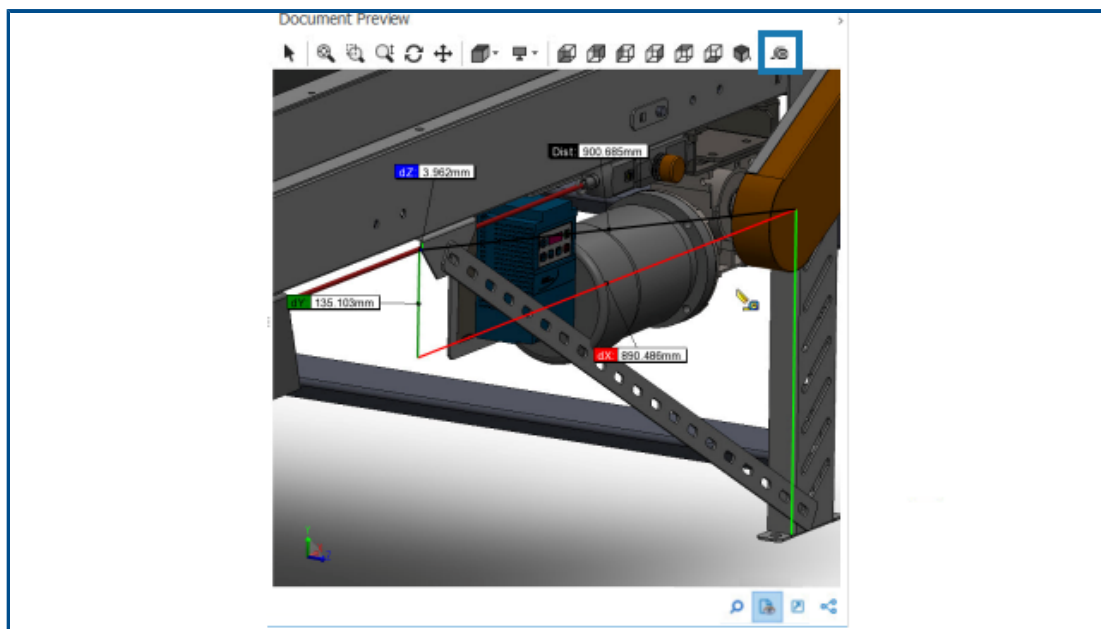 Document Preview
Dist: 900.685mm
dZ: 3.962mm
dY: 135.103mm
dX: 890.486mm
Y
Z